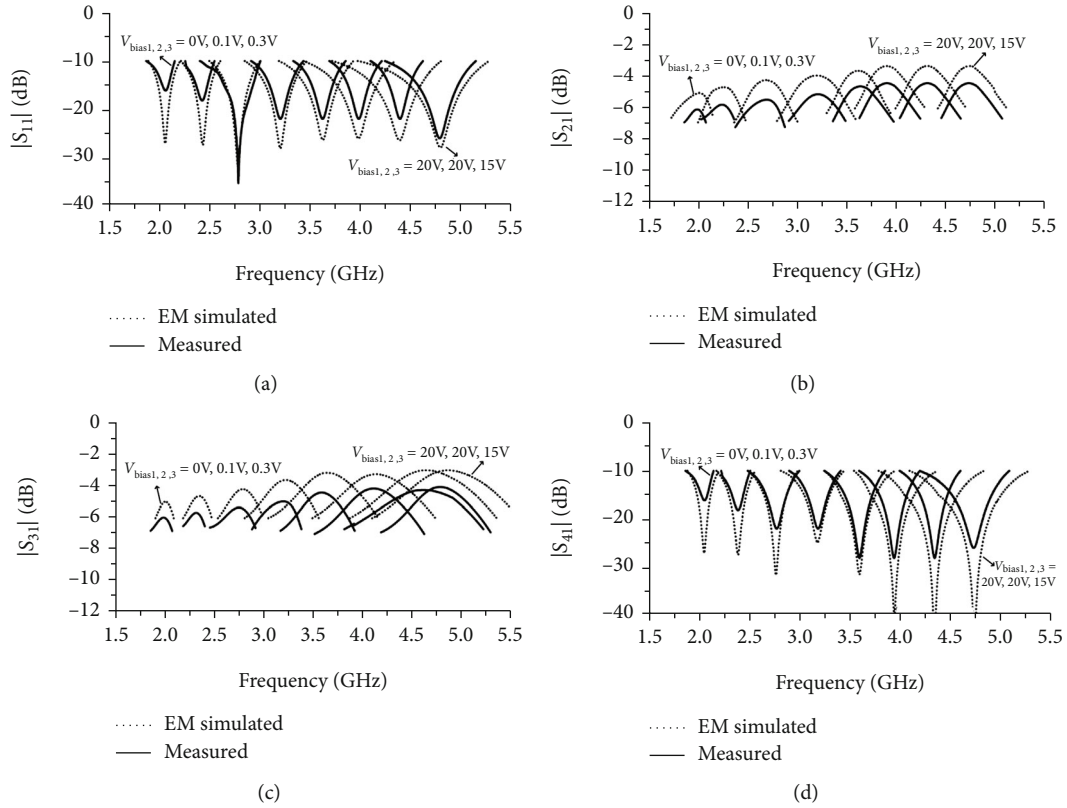 0
−10
−20
−30
−40
|S11| (dB)
Vbias1, 2 ,3 = 0V, 0.1V, 0.3V
Vbias1, 2 ,3 = 20V, 20V, 15V
1.5 2.0 2.5 3.0 3.5 4.0 4.5 5.0 5.5
Frequency (GHz)
EM simulated
Measured
(a)
0
−2
−4
−6
−8
−10
−12
|S21| (dB)
Vbias1, 2 ,3 = 20V, 20V, 15V
Vbias1, 2 ,3 = 0V, 0.1V, 0.3V
1.5 2.0 2.5 3.0 3.5 4.0 4.5 5.0 5.5
Frequency (GHz)
EM simulated
Measured
(b)
0
−2
−4
−6
−8
−10
−12
|S31| (dB)
Vbias1, 2 ,3 = 20V, 20V, 15V
Vbias1, 2 ,3 = 0V, 0.1V, 0.3V
1.5 2.0 2.5 3.0 3.5 4.0 4.5 5.0 5.5
Frequency (GHz)
EM simulated
Measured
(c)
0
−10
−20
−30
−40
|S41| (dB)
Vbias1, 2 ,3 = 0V, 0.1V, 0.3V
Vbias1, 2 ,3 =
20V, 20V, 15V
1.5 2.0 2.5 3.0 3.5 4.0 4.5 5.0 5.5
Frequency (GHz)
EM simulated
Measured
(d)